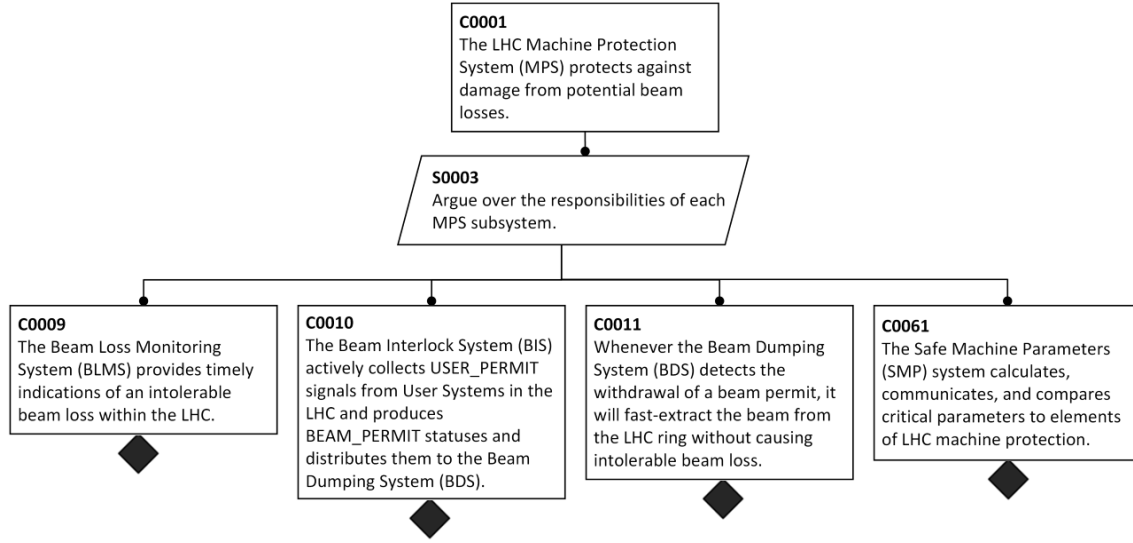 C0001
The LHC Machine Protection
System (MPS) protects against
damage from potential beam
losses.
S0003
Argue over the responsibilities of each
MPS subsystem.
C0009
The Beam Loss Monitoring
System (BLMS) provides timely
indications of an intolerable
beam loss within the LHC.
C0010
The Beam Interlock System (BIS)
actively collects USER_PERMIT
signals from User Systems in the
LHC and produces
BEAM_PERMIT statuses and
distributes them to the Beam
Dumping System (BDS).
C0011
Whenever the Beam Dumping
System (BDS) detects the
withdrawal of a beam permit, it
will fast-extract the beam from
the LHC ring without causing
intolerable beam loss.
C0061
The Safe Machine Parameters
(SMP) system calculates,
communicates, and compares
critical parameters to elements
of LHC machine protection.